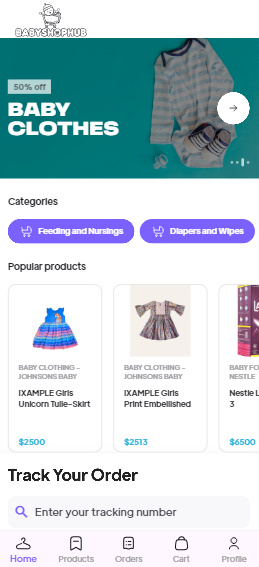 BABYSHOPHUB
50% off
BABY
CLOTHES
Categories
Feeding and Nursings
Diapers and Wipes
Popular products
BABY CLOTHING -
JOHNSONS BABY
IXAMPLE Girls
Unicorn Tulle-Skirt
$2500
BABY CLOTHING -
JOHNSONS BABY
IXAMPLE Girls
Print Embellished
$2513
BABY FO
NESTLE
Nestle L
3
$6500
Track Your Order
Enter your tracking number
Home
Products
Orders
Cart
Profile